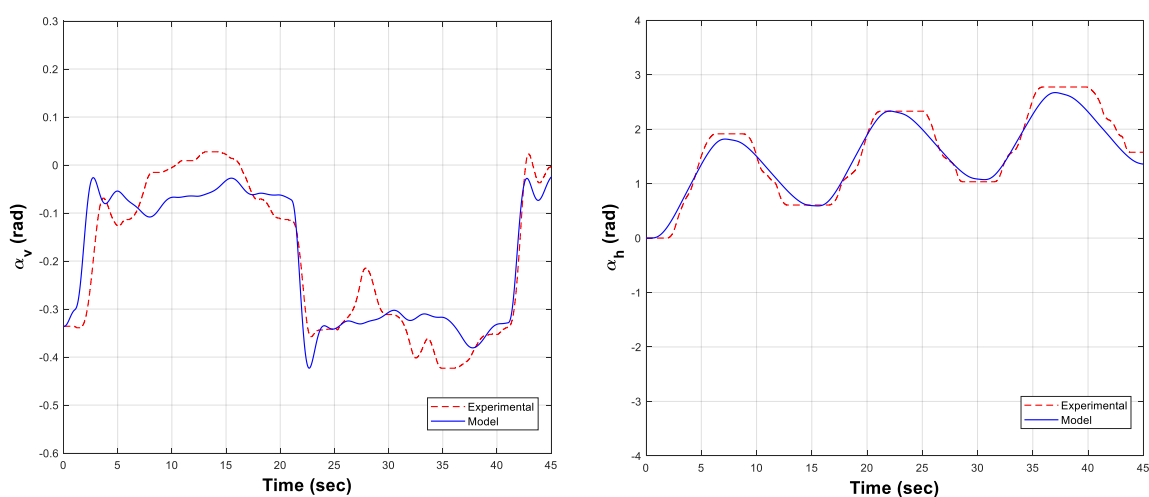 0.3
0.2
0.1
0
-0.1
-0.2
-0.3
-0.4
-0.5
-0.6
α_v (rad)
0 5 10 15 20 25 30 35 40 45
Time (sec)
Experimental
Model
4
3
2
1
0
-1
-2
-3
-4
α_h (rad)
0 5 10 15 20 25 30 35 40 45
Time (sec)
Experimental
Model